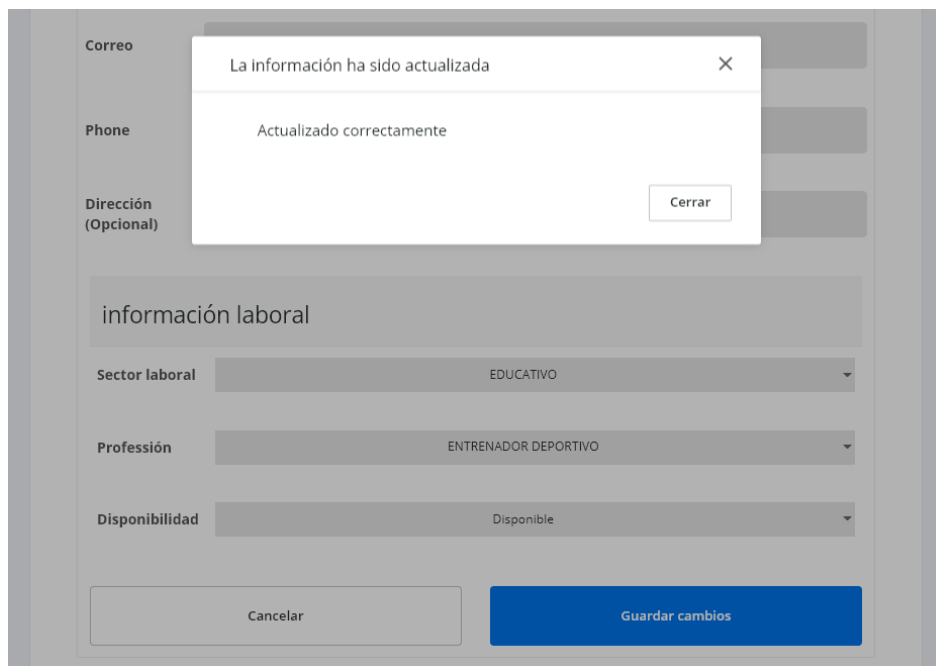 Correo
La información ha sido actualizada
Actualizado correctamente
Phone
Cerrar
Dirección
(Opcional)
información laboral
Sector laboral
EDUCATIVO
Professión
ENTRENADOR DEPORTIVO
Disponibilidad
Disponible
Cancelar
Guardar cambios